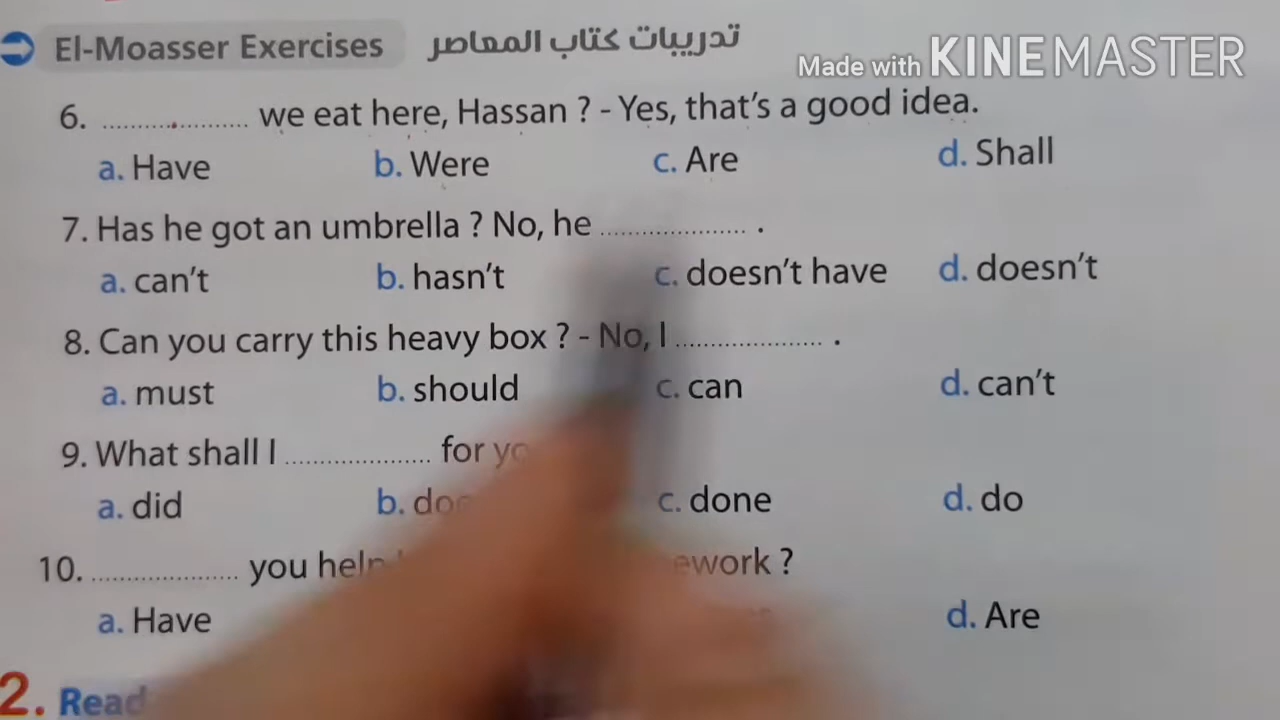 El-Moasser Exercises تدريبات كتاب المعاصر
Made with KINEMASTER
6. .................... we eat here, Hassan ? - Yes, that's a good idea.
a. Have b. Were c. Are d. Shall
7. Has he got an umbrella ? No, he .................... .
a. can't b. hasn't c. doesn't have d. doesn't
8. Can you carry this heavy box ? - No, I .................... .
a. must b. should c. can d. can't
9. What shall I .................... for
a. did b. c. done d. do
10. .................... you ?
a. Have d. Are
2. Read